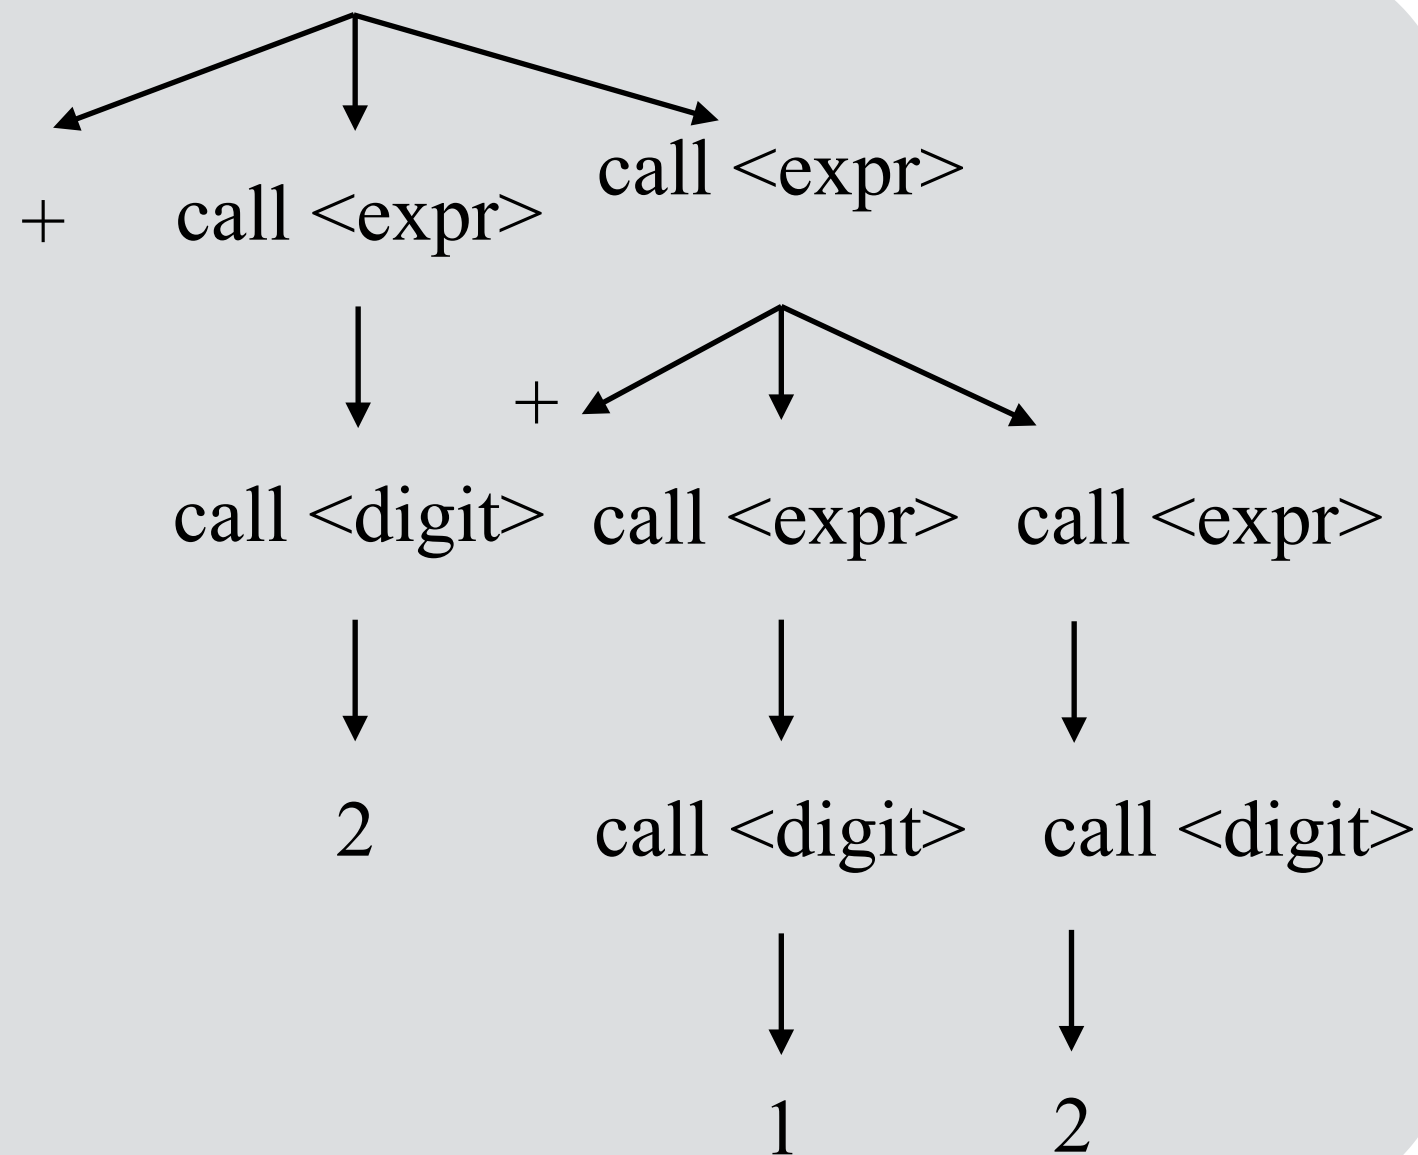 call <expr>
+ call <expr>
+
call <digit> call <expr> call <expr>
2 call <digit> call <digit>
1 2